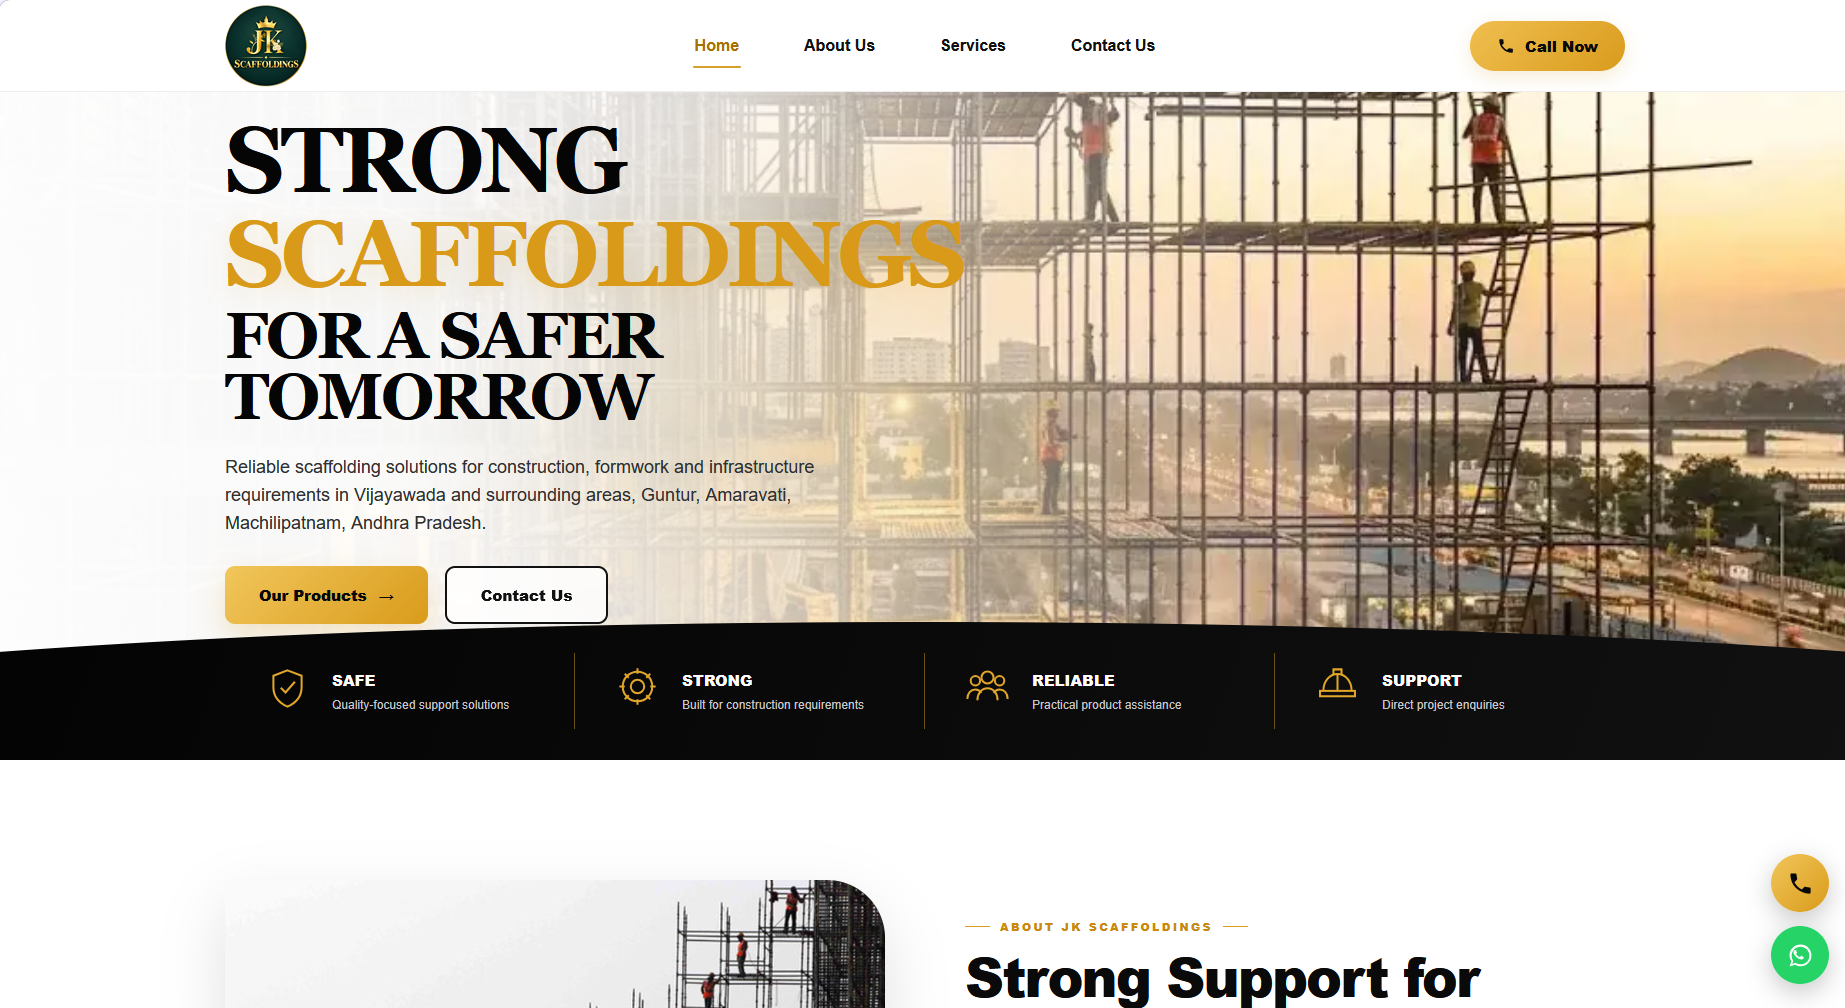 JK
SCAFFOLDINGS
Home
About Us
Services
Contact Us
Call Now
STRONG
SCAFFOLDINGS
FOR A SAFER
TOMORROW
Reliable scaffolding solutions for construction, formwork and infrastructure
requirements in Vijayawada and surrounding areas, Guntur, Amaravati,
Machilipatnam, Andhra Pradesh.
Our Products →
Contact Us
SAFE
Quality-focused support solutions
STRONG
Built for construction requirements
RELIABLE
Practical product assistance
SUPPORT
Direct project enquiries
ABOUT JK SCAFFOLDINGS
Strong Support for